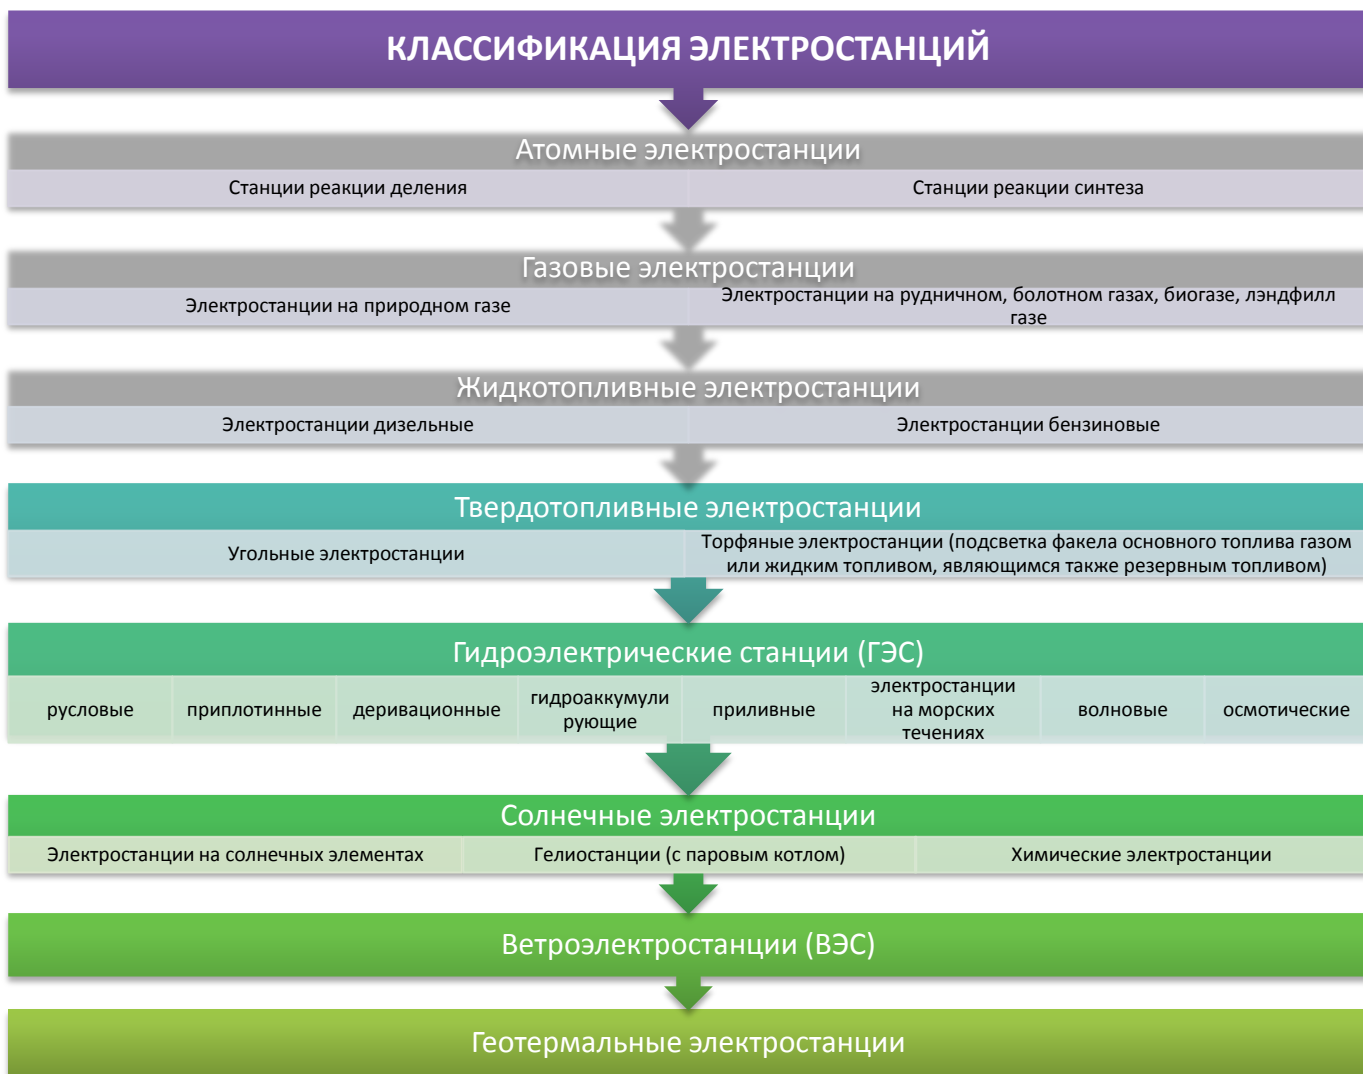 КЛАССИФИКАЦИЯ ЭЛЕКТРОСТАНЦИЙ
Атомные электростанции
Станции реакции деления
Станции реакции синтеза
Газовые электростанции
Электростанции на природном газе
Электростанции на рудничном, болотном газах, биогазе, лэндфилл
газе
Жидкотопливные электростанции
Электростанции дизельные
Электростанции бензиновые
Твердотопливные электростанции
Угольные электростанции
Торфяные электростанции (подсветка факела основного топлива газом
или жидким топливом, являющимся также резервным топливом)
Гидроэлектрические станции (ГЭС)
русловые
приплотинные
деривационные
гидроаккумули
рующие
приливные
электростанции
на морских
течениях
волновые
осмотические
Солнечные электростанции
Электростанции на солнечных элементах
Гелиостанции (с паровым котлом)
Химические электростанции
Ветроэлектростанции (ВЭС)
Геотермальные электростанции